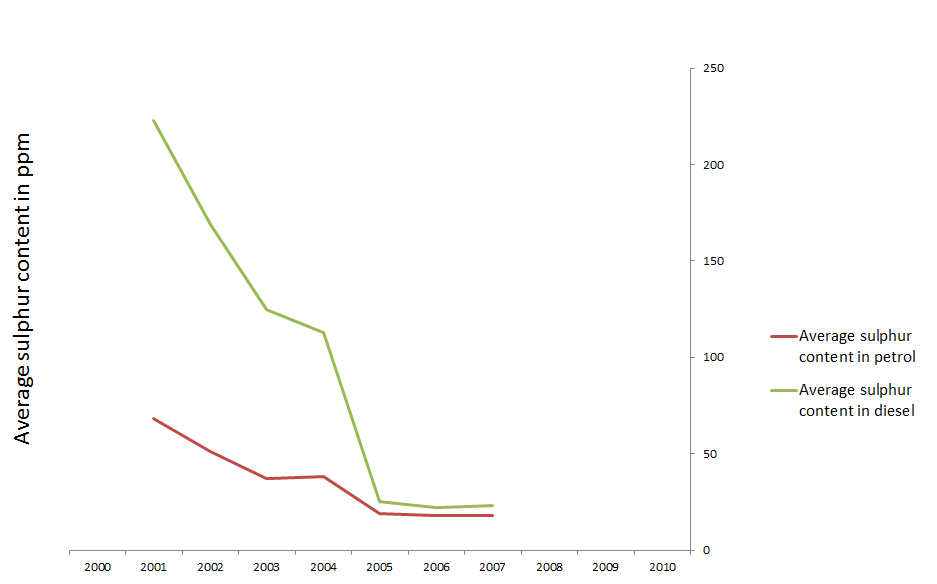 Average sulphur content in ppm
250
200
150
100
50
0
2000 2001 2002 2003 2004 2005 2006 2007 2008 2009 2010
Average sulphur
content in petrol
Average sulphur
content in diesel